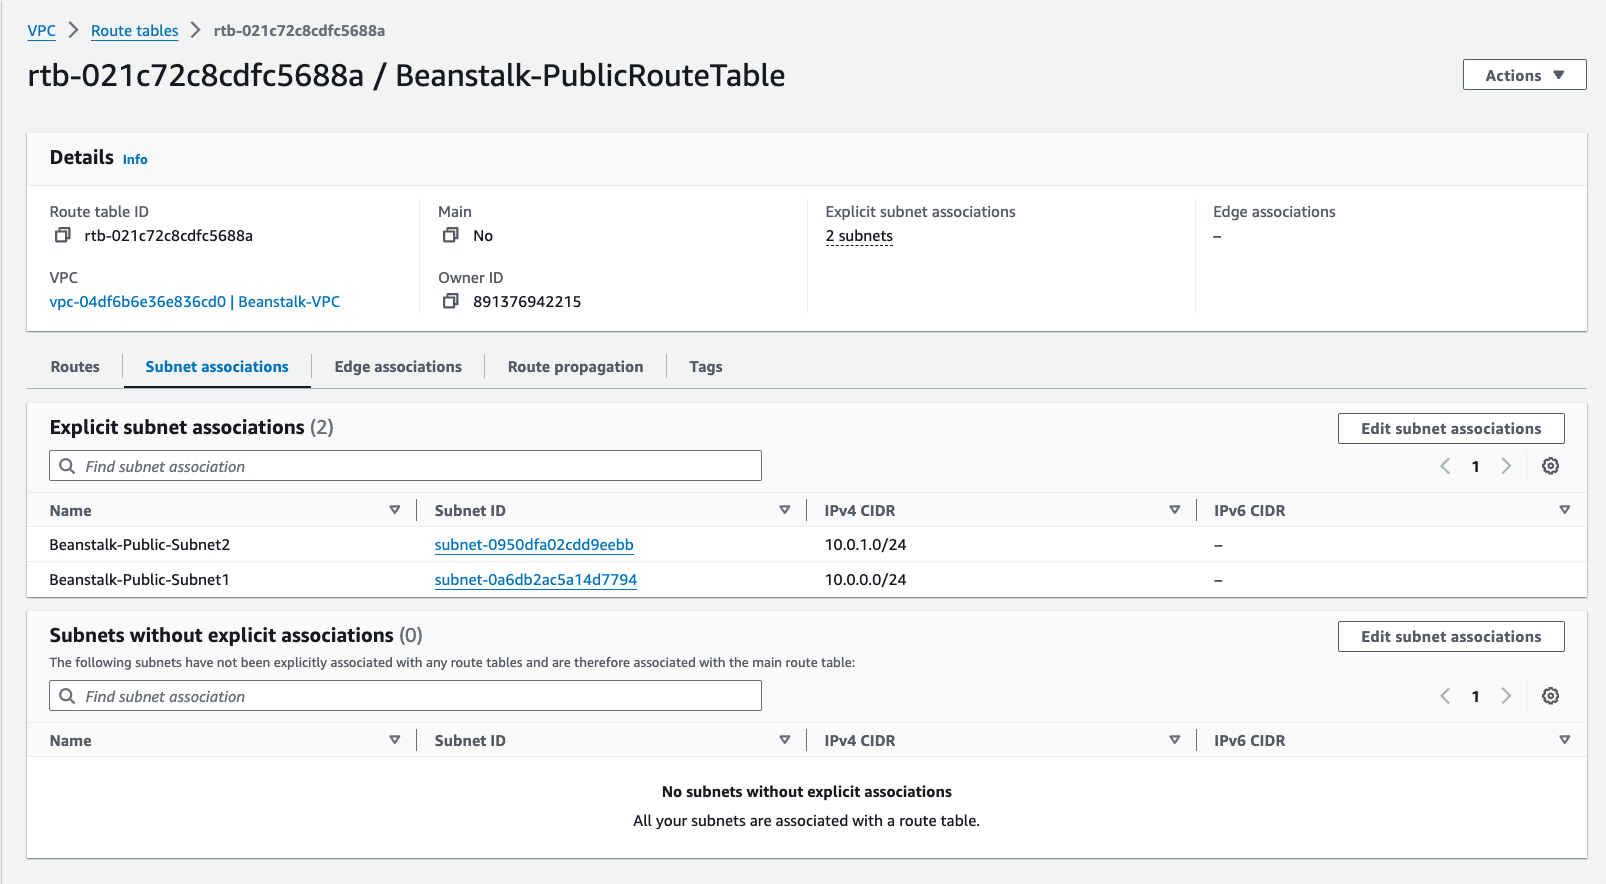 VPC > Route tables > rtb-021c72c8cdfc5688a
rtb-021c72c8cdfc5688a / Beanstalk-PublicRouteTable
Actions
Details Info
Route table ID
rtb-021c72c8cdfc5688a
Main
No
Explicit subnet associations
2 subnets
Edge associations
–
VPC
vpc-04df6b6e36e836cd0 | Beanstalk-VPC
Owner ID
891376942215
Routes Subnet associations Edge associations Route propagation Tags
Explicit subnet associations (2)
Edit subnet associations
Find subnet association
1
Name Subnet ID IPv4 CIDR IPv6 CIDR
Beanstalk-Public-Subnet2 subnet-0950dfa02cdd9eebb 10.0.1.0/24 –
Beanstalk-Public-Subnet1 subnet-0a6db2ac5a14d7794 10.0.0.0/24 –
Subnets without explicit associations (0)
Edit subnet associations
The following subnets have not been explicitly associated with any route tables and are therefore associated with the main route table:
Find subnet association
1
Name Subnet ID IPv4 CIDR IPv6 CIDR
No subnets without explicit associations
All your subnets are associated with a route table.